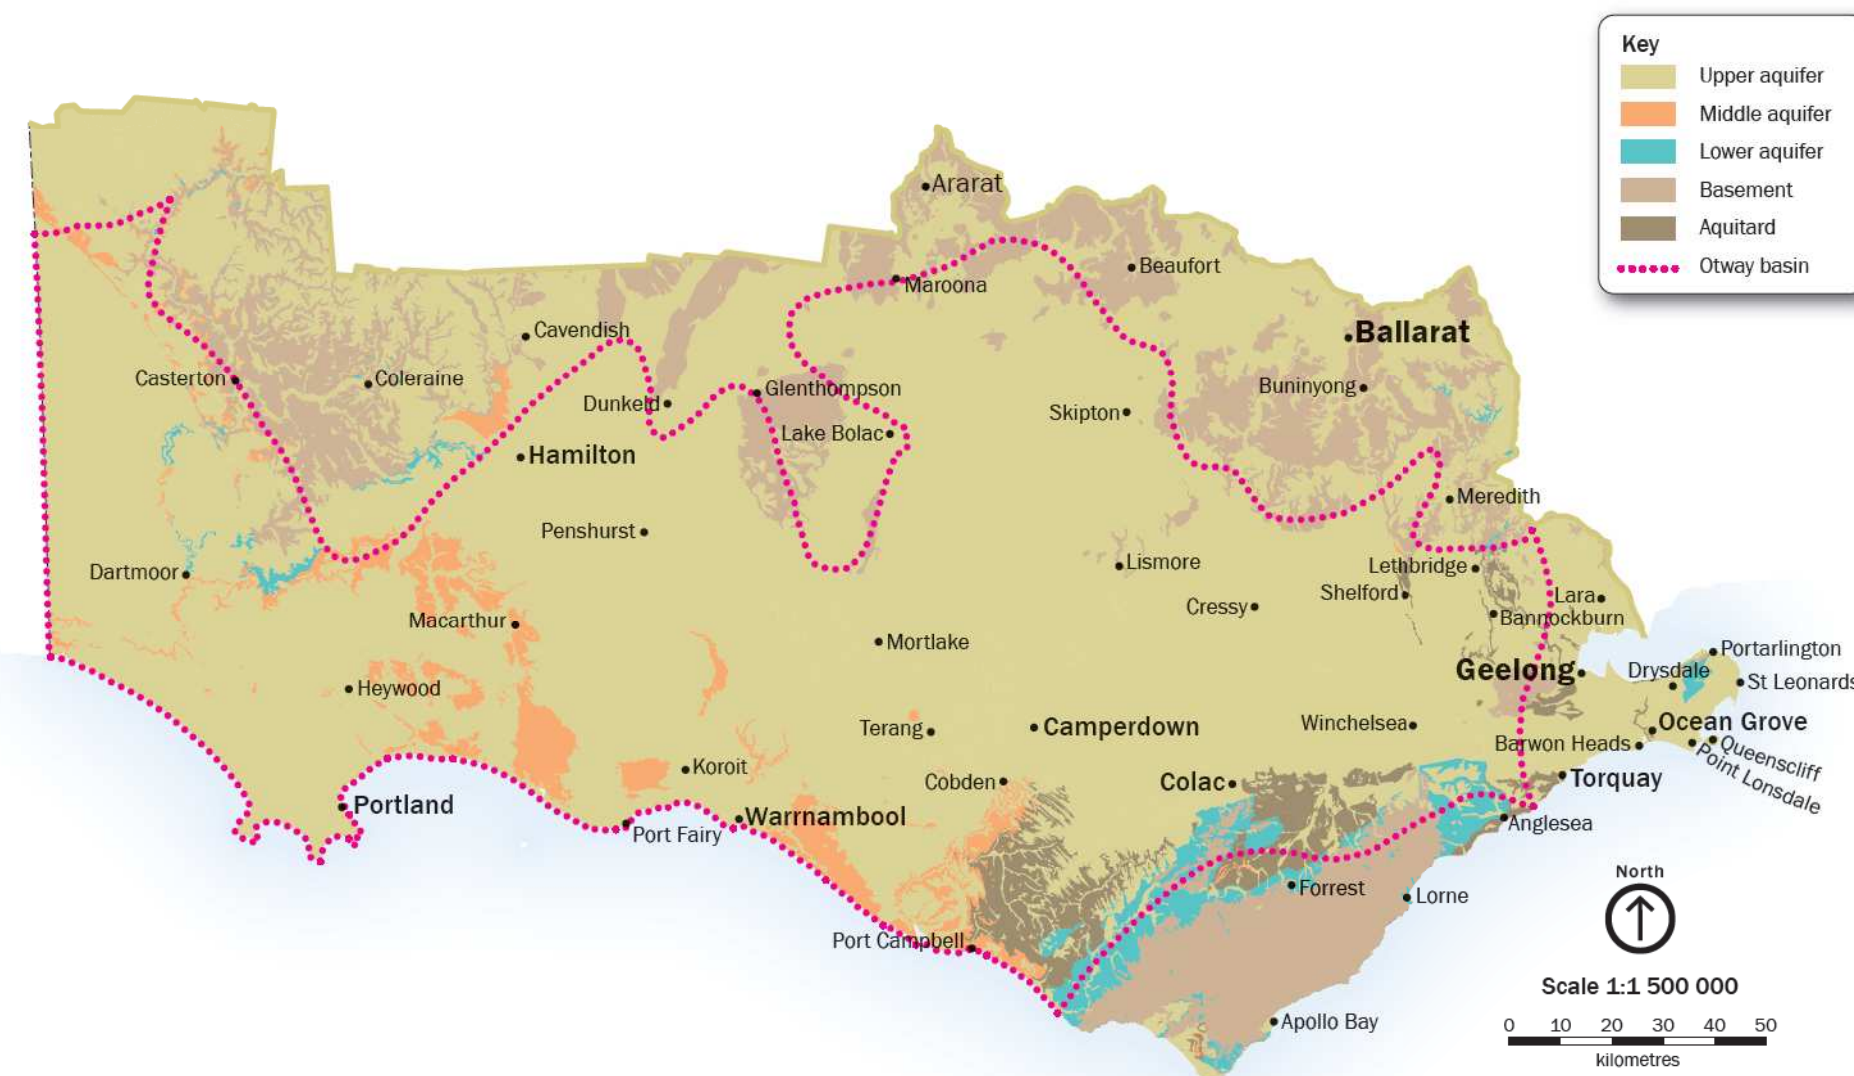 Key
Upper aquifer
Middle aquifer
Lower aquifer
Basement
Aquitard
Otway basin
Ararat
Beaufort
Maroona
Cavendish
Ballarat
Casterton
Coleraine
Glenthompson
Buninyong
Dunkeld
Skipton
Lake Bolac
Hamilton
Meredith
Penshurst
Lismore
Lethbridge
Dartmoor
Shelford
Lara
Cressy
Macarthur
Bannockburn
Mortlake
Portarlington
Geelong
Drysdale
St Leonards
Heywood
Terang
Camperdown
Winchelsea
Ocean Grove
Barwon Heads
Queenscliff
Point Lonsdale
Koroit
Cobden
Colac
Torquay
Portland
Warrnambool
Port Fairy
Anglesea
Forrest
Lorne
Port Campbell
Apollo Bay
North
Scale 1:1 500 000
0 10 20 30 40 50
kilometres